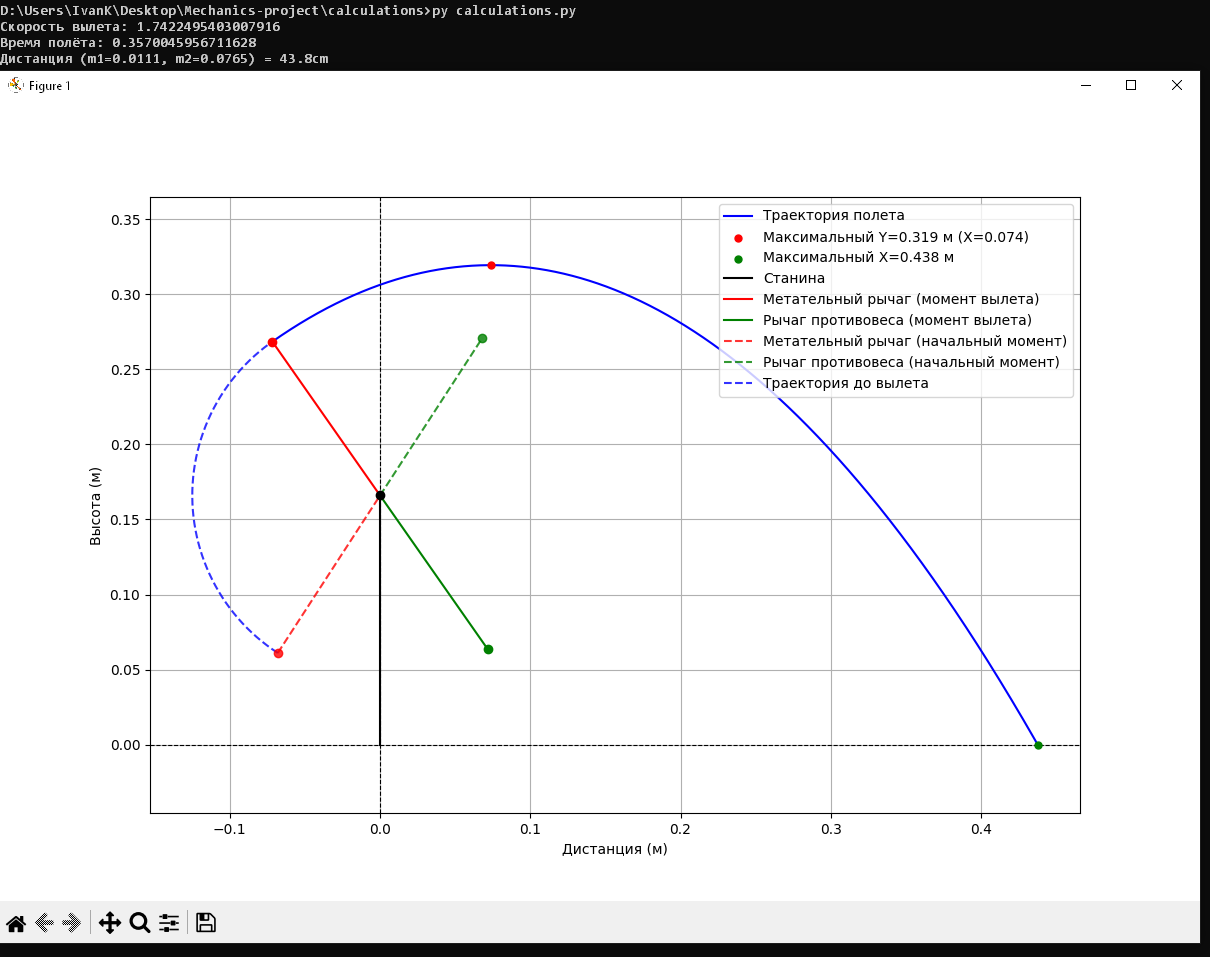 D:\Users\IvanK\Desktop\Mechanics-project\calculations>py calculations.py
Скорость вылета: 1.7422495403007916
Время полёта: 0.3570045956711628
Дистанция (m1=0.0111, m2=0.0765) = 43.8cm
Figure 1
Траектория полета
Максимальный Y=0.319 м (X=0.074)
Максимальный X=0.438 м
Станина
Метательный рычаг (момент вылета)
Рычаг противовеса (момент вылета)
Метательный рычаг (начальный момент)
Рычаг противовеса (начальный момент)
Траектория до вылета
0.35
0.30
0.25
0.20
0.15
0.10
0.05
0.00
Высота (м)
−0.1
0.0
0.1
0.2
0.3
0.4
Дистанция (м)